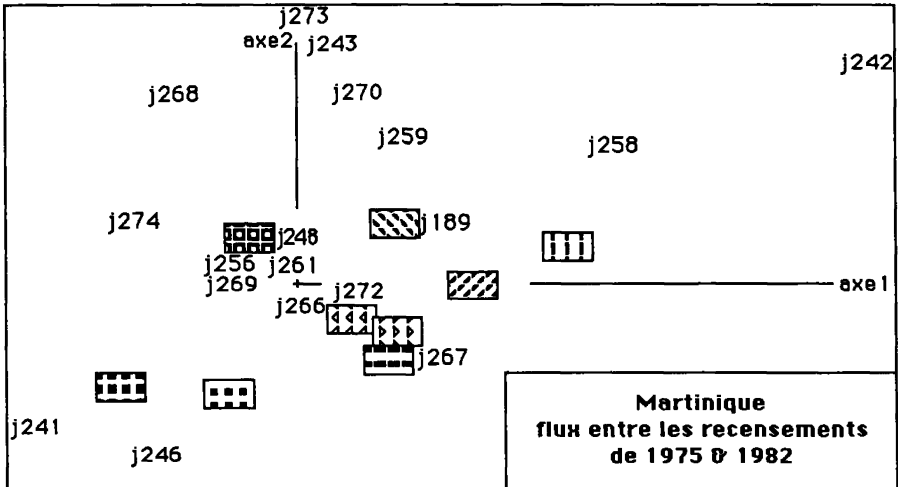 j273
axe2 j243
j242
j268 j270
j259
j258
j274 j189
j248
j256 j261
j269 axe1
j266 j272
j267
Martinique
flux entre les recensements
de 1975 & 1982
j241
j246